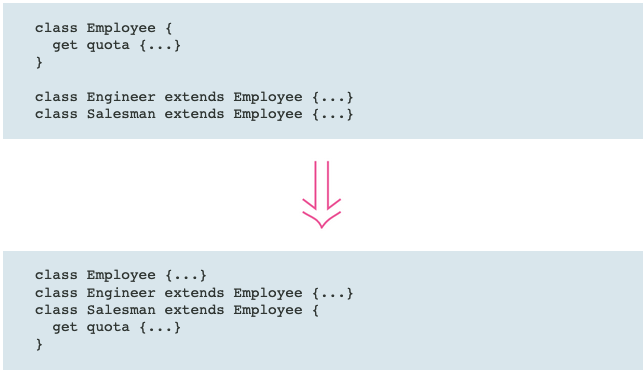 class Employee {
  get quota {...}
}
class Engineer extends Employee {...}
class Salesman extends Employee {...}
class Employee {...}
class Engineer extends Employee {...}
class Salesman extends Employee {
  get quota {...}
}